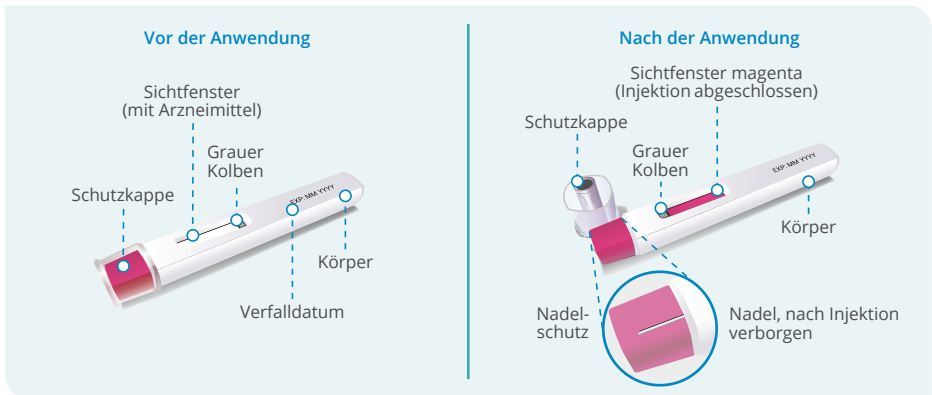 Vor der Anwendung
Sichtfenster
(mit Arzneimittel)
Grauer
Kolben
Schutzkappe
EXP: MM YYYY
Körper
Verfalldatum
Nach der Anwendung
Sichtfenster magenta
(Injektion abgeschlossen)
Schutzkappe
Grauer
Kolben
EXP: MM YYYY
Körper
Nadel-
schutz
Nadel, nach Injektion
verborgen